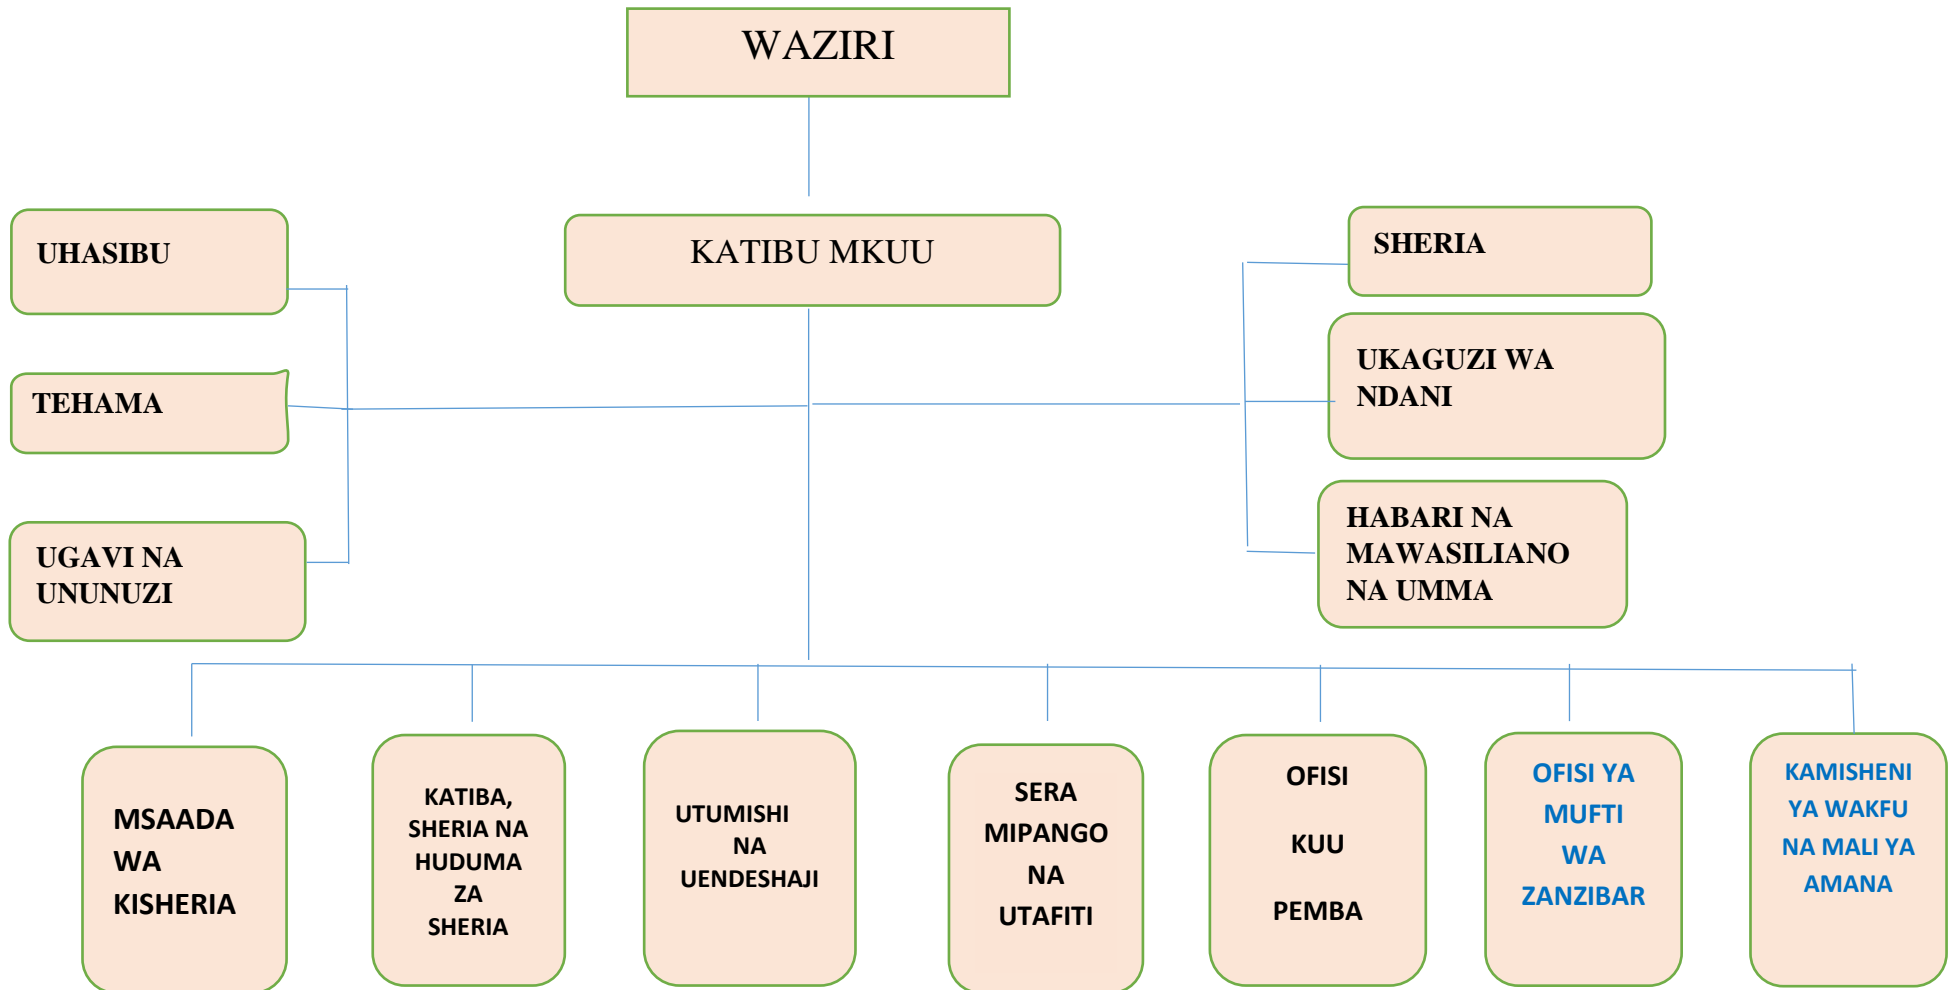 WAZIRI
KATIBU MKUU
UHASIBU
TEHAMA
UGAVI NA
UNUNUZI
SHERIA
UKAGUZI WA
NDANI
HABARI NA
MAWASILIANO
NA UMMA
MSAADA
WA
KISHERIA
KATIBA,
SHERIA NA
HUDUMA
ZA
SHERIA
UTUMISHI
NA
UENDESHAJI
SERA
MIPANGO
NA
UTAFITI
OFISI
KUU
PEMBA
OFISI YA
MUFTI
WA
ZANZIBAR
KAMISHENI
YA WAKFU
NA MALI YA
AMANA